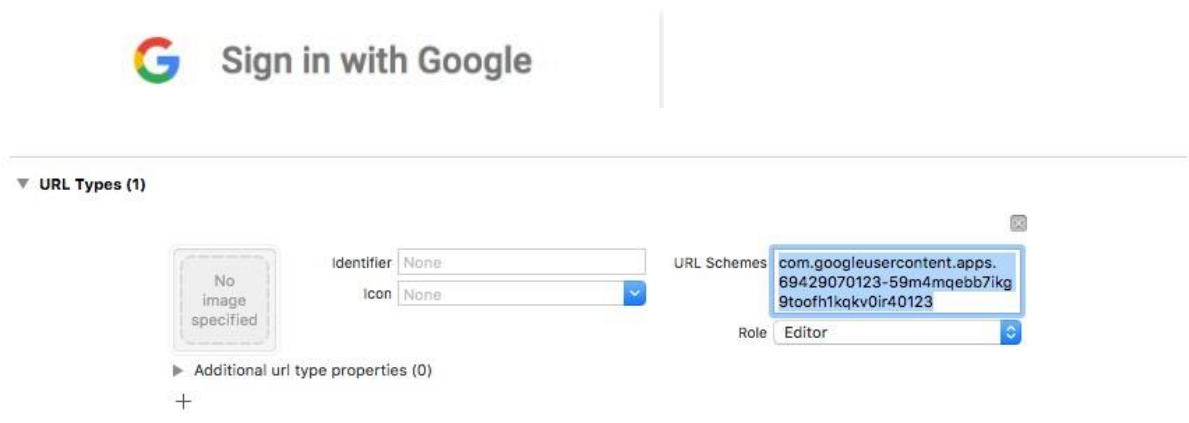 Sign in with Google
URL Types (1)
No
image
specified
Identifier None
Icon None
URL Schemes com.googleusercontent.apps.
69429070123-59m4mqebb7ikg
9toofh1kqkv0ir40123
Role Editor
Additional url type properties (0)